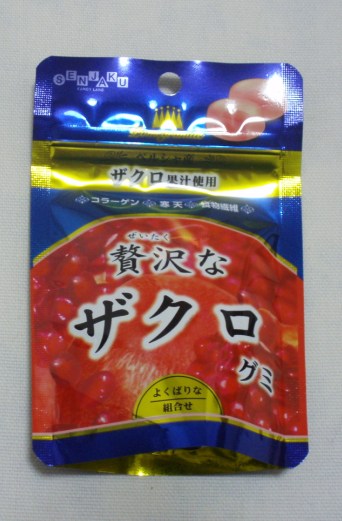 SENJAKU
ザクロ果汁使用
コラーゲン 寒天 食物繊維
ぜいたく
贅沢な
ザクロ
グミ
よくばりな
組合せ